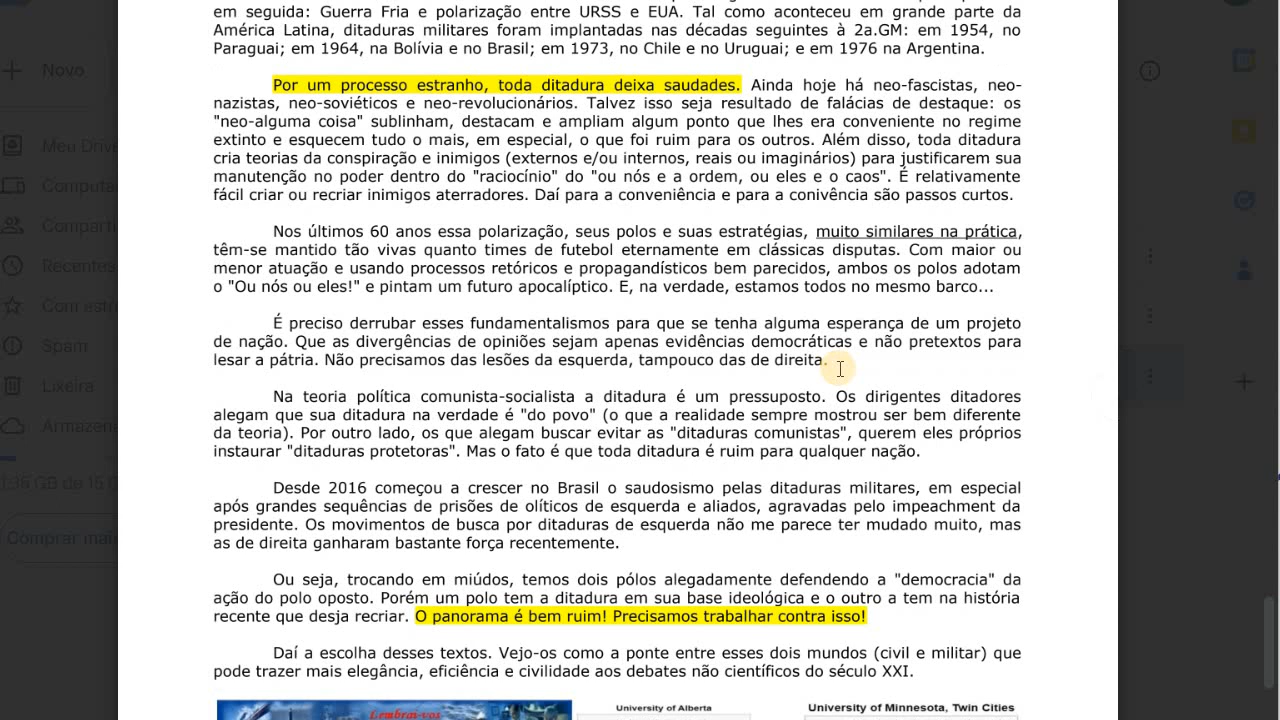 em seguida: Guerra Fria e polarização entre URSS e EUA. Tal como aconteceu em grande parte da
América Latina, ditaduras militares foram implantadas nas décadas seguintes à 2a.GM: em 1954, no
Paraguai; em 1964, na Bolívia e no Brasil; em 1973, no Chile e no Uruguai; e em 1976 na Argentina.
Por um processo estranho, toda ditadura deixa saudades. Ainda hoje há neo-fascistas, neo-
nazistas, neo-soviéticos e neo-revolucionários. Talvez isso seja resultado de falácias de destaque: os
"neo-alguma coisa" sublinham, destacam e ampliam algum ponto que lhes era conveniente no regime
extinto e esquecem tudo o mais, em especial, o que foi ruim para os outros. Além disso, toda ditadura
cria teorias da conspiração e inimigos (externos e/ou internos, reais ou imaginários) para justificarem sua
manutenção no poder dentro do "raciocínio" do "ou nós e a ordem, ou eles e o caos". É relativamente
fácil criar ou recriar inimigos aterradores. Daí para a conveniência e para a conivência são passos curtos.
Nos últimos 60 anos essa polarização, seus polos e suas estratégias, muito similares na prática,
têm-se mantido tão vivas quanto times de futebol eternamente em clássicas disputas. Com maior ou
menor atuação e usando processos retóricos e propagandísticos bem parecidos, ambos os polos adotam
o "Ou nós ou eles!" e pintam um futuro apocalíptico. E, na verdade, estamos todos no mesmo barco...
É preciso derrubar esses fundamentalismos para que se tenha alguma esperança de um projeto
de nação. Que as divergências de opiniões sejam apenas evidências democráticas e não pretextos para
lesar a pátria. Não precisamos das lesões da esquerda, tampouco das de direita.
Na teoria política comunista-socialista a ditadura é um pressuposto. Os dirigentes ditadores
alegam que sua ditadura na verdade é "do povo" (o que a realidade sempre mostrou ser bem diferente
da teoria). Por outro lado, os que alegam buscar evitar as "ditaduras comunistas", querem eles próprios
instaurar "ditaduras protetoras". Mas o fato é que toda ditadura é ruim para qualquer nação.
Desde 2016 começou a crescer no Brasil o saudosismo pelas ditaduras militares, em especial
após grandes sequências de prisões de olíticos de esquerda e aliados, agravadas pelo impeachment da
presidente. Os movimentos de busca por ditaduras de esquerda não me parece ter mudado muito, mas
as de direita ganharam bastante força recentemente.
Ou seja, trocando em miúdos, temos dois pólos alegadamente defendendo a "democracia" da
ação do polo oposto. Porém um polo tem a ditadura em sua base ideológica e o outro a tem na história
recente que desja recriar. O panorama é bem ruim! Precisamos trabalhar contra isso!
Daí a escolha desses textos. Vejo-os como a ponte entre esses dois mundos (civil e militar) que
pode trazer mais elegância, eficiência e civilidade aos debates não científicos do século XXI.
Lembrai-vos
University of Alberta
University of Minnesota, Twin Cities
Novo
Meu Driv
Computa
Comparti
Recentes
Com estr
Spam
Lixeira
Armazena
GB de 15
Comprar mai